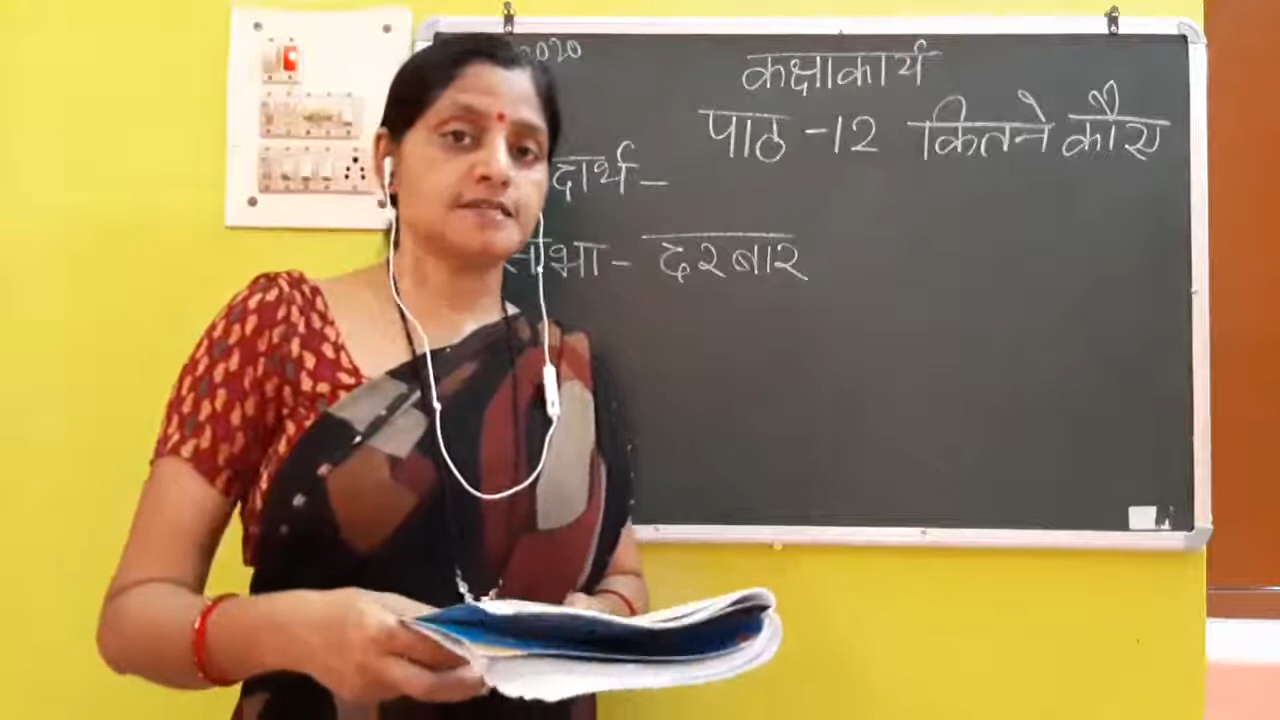 2020
कक्षाकार्य
पाठ -12 कितने कौए
दार्थ-
भा- दरबार